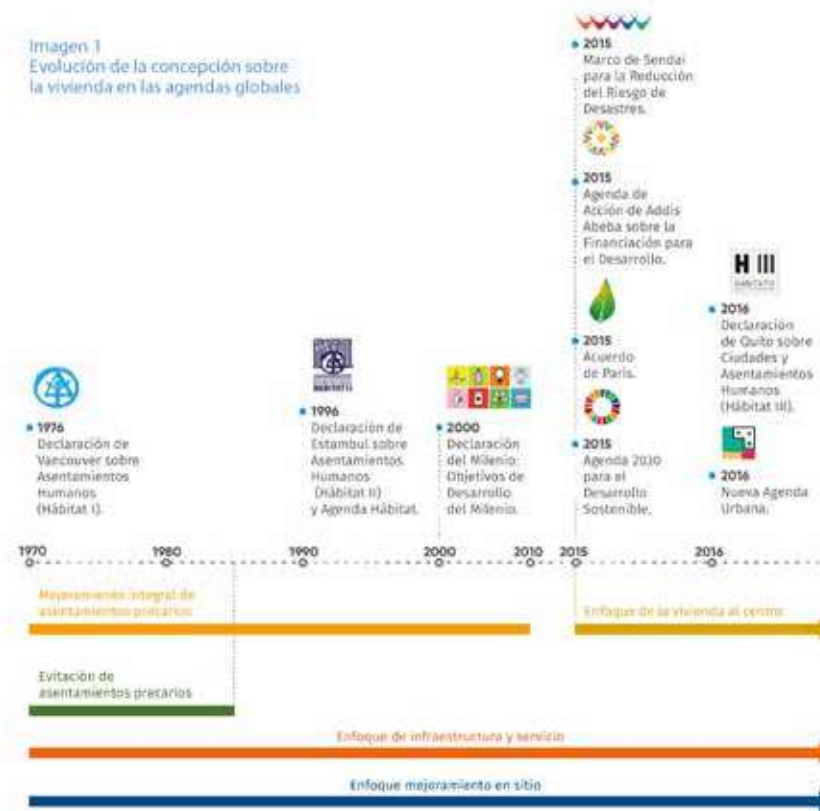 Imagen 1
Evolución de la concepción sobre
la vivienda en las agendas globales
1976
Declaración de
Vancouver sobre
Asentamientos
Humanos
(Hábitat I).
1996
Declaración de
Estambul sobre
Asentamientos
Humanos
(Hábitat II)
y Agenda Hábitat.
2000
Declaración
del Milenio:
Objetivos de
Desarrollo
del Milenio.
2015
Marco de Sendai
para la Reducción
del Riesgo de
Desastres.
2015
Agenda de
Acción de Addis
Abeba sobre la
Financiación para
el Desarrollo.
2015
Acuerdo
de París.
2015
Agenda 2030
para el
Desarrollo
Sostenible.
H III
2016
Declaración
de Quito sobre
Ciudades y
Asentamientos
Humanos
(Hábitat III).
2016
Nueva Agenda
Urbana.
1970 1980 1990 2000 2010 2015 2016
Mejoramiento integral de
asentamientos precarios
Enfoque de la vivienda al centro
Evitación de
asentamientos precarios
Enfoque de infraestructura y servicio
Enfoque mejoramiento en sitio